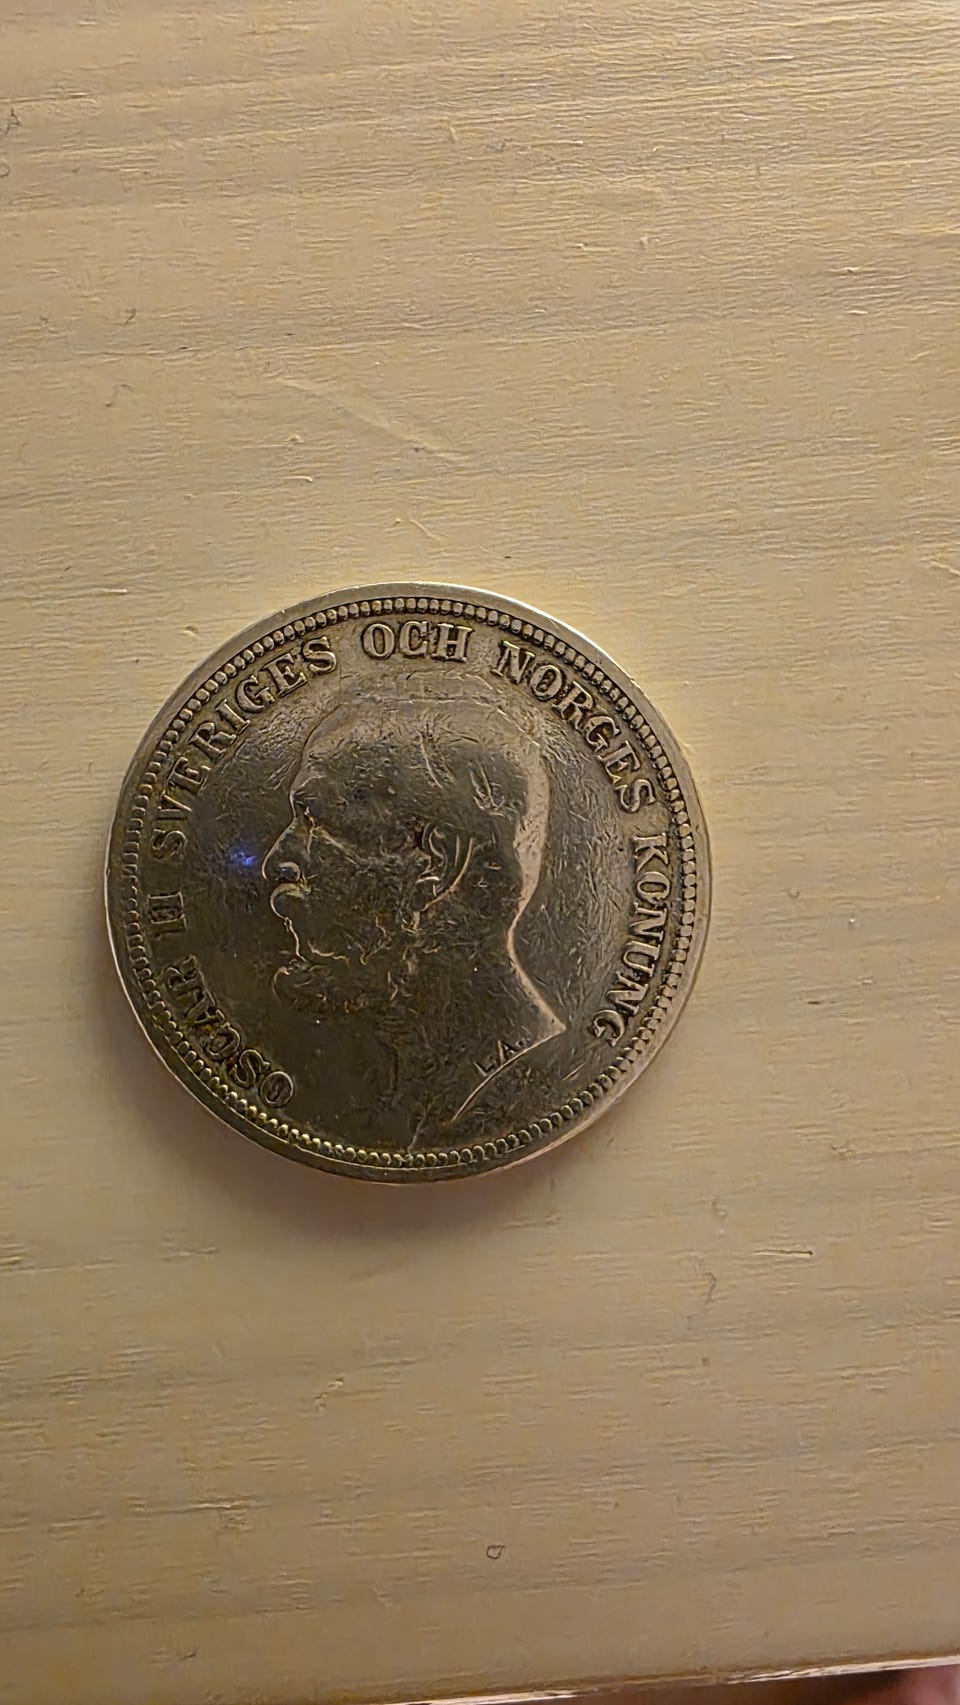 OSCAR II SVERIGES OCH NORGES KONUNG
L.A.